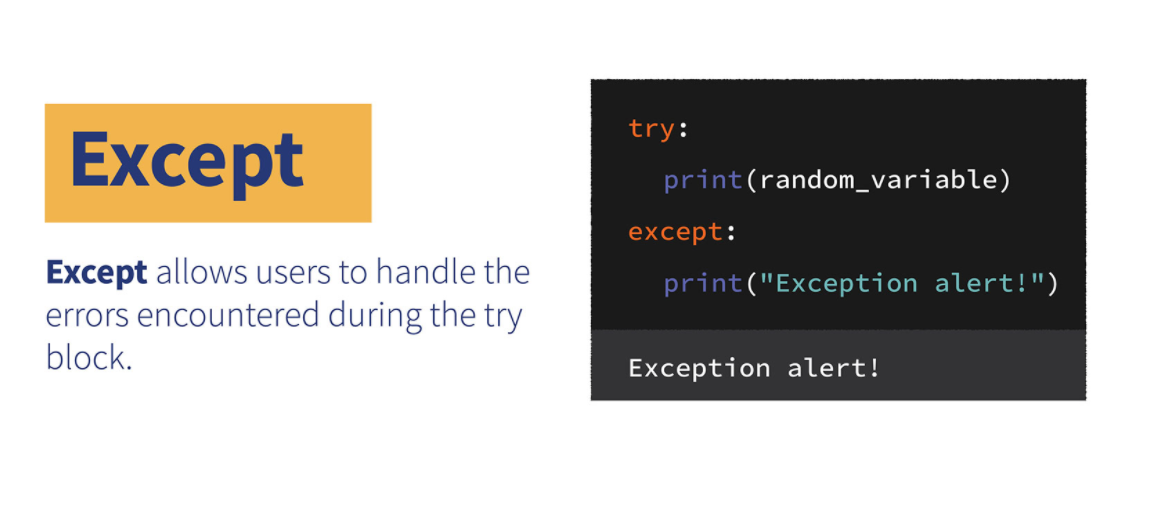 Except
Except allows users to handle the
errors encountered during the try
block.
try:
print(random_variable)
except:
print("Exception alert!")
Exception alert!